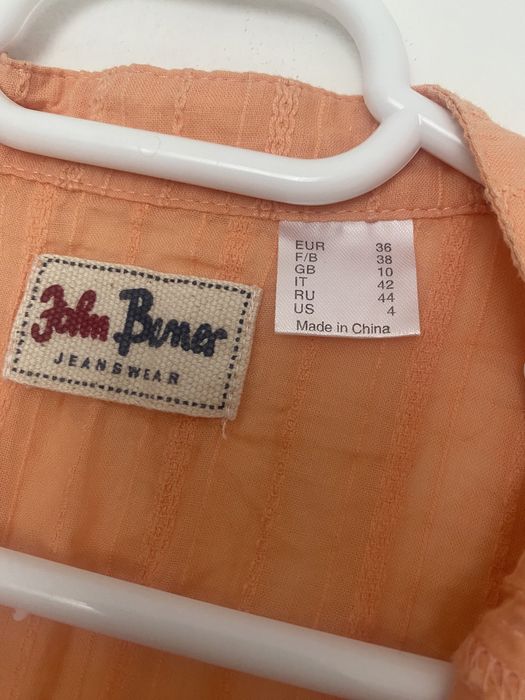 John Baner
JEANSWEAR
EUR 36
F/B 38
GB 10
IT 42
RU 44
US 4
Made in China